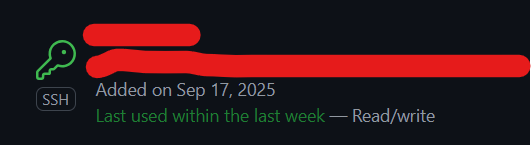 SSH
Added on Sep 17, 2025
Last used within the last week — Read/write